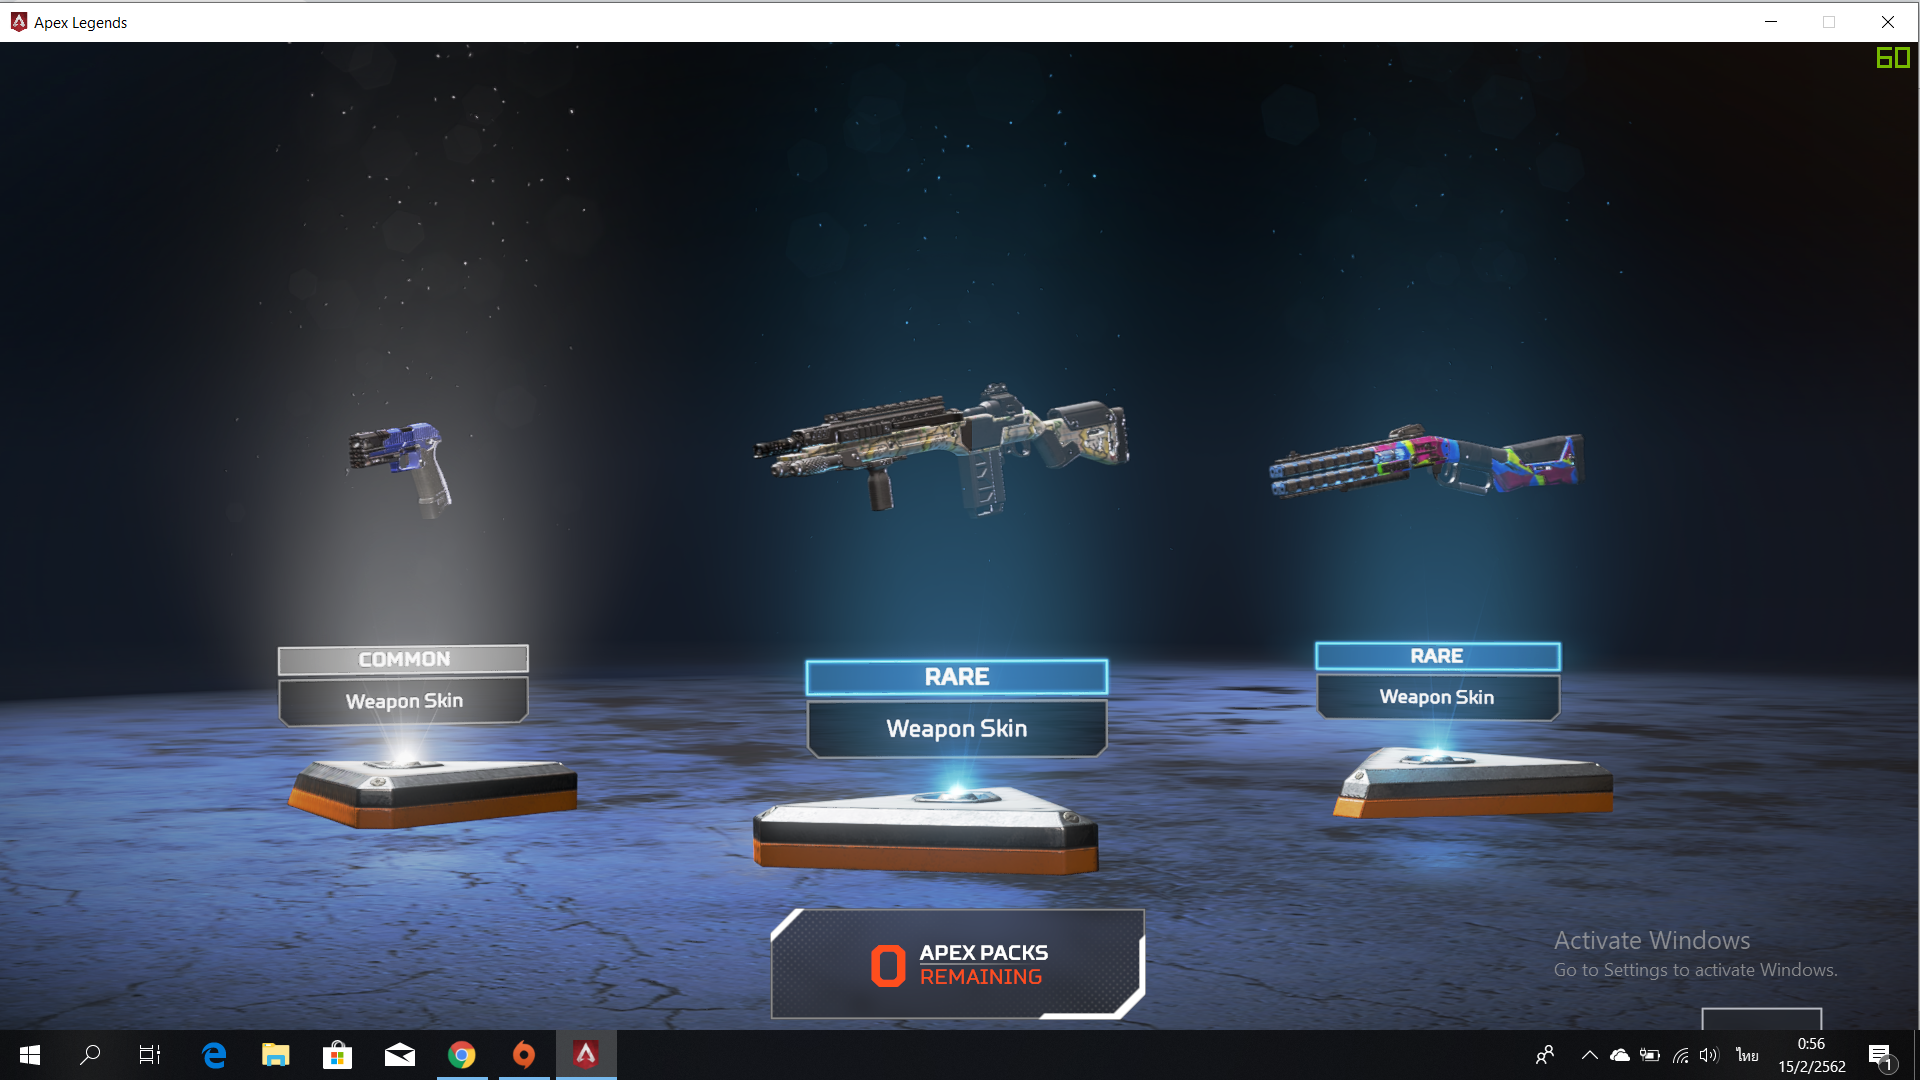 Apex Legends
60
COMMON
Weapon Skin
RARE
Weapon Skin
RARE
Weapon Skin
0
APEX PACKS
REMAINING
Activate Windows
Go to Settings to activate Windows.
ไทย
0:56
15/2/2562
1